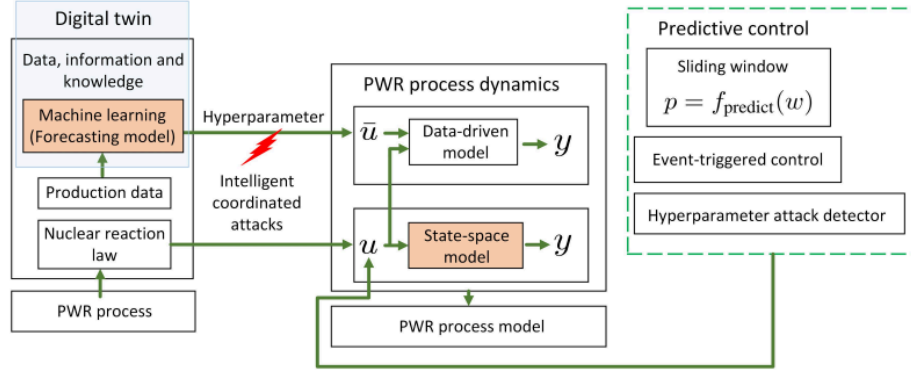 Digital twin
Data, information and
knowledge
Machine learning
(Forecasting model)
Production data
Nuclear reaction
law
PWR process
Hyperparameter
Intelligent
coordinated
attacks
PWR process dynamics
ū
Data-driven
model
y
u
State-space
model
y
PWR process model
Predictive control
Sliding window
p = f_predict(w)
Event-triggered control
Hyperparameter attack detector